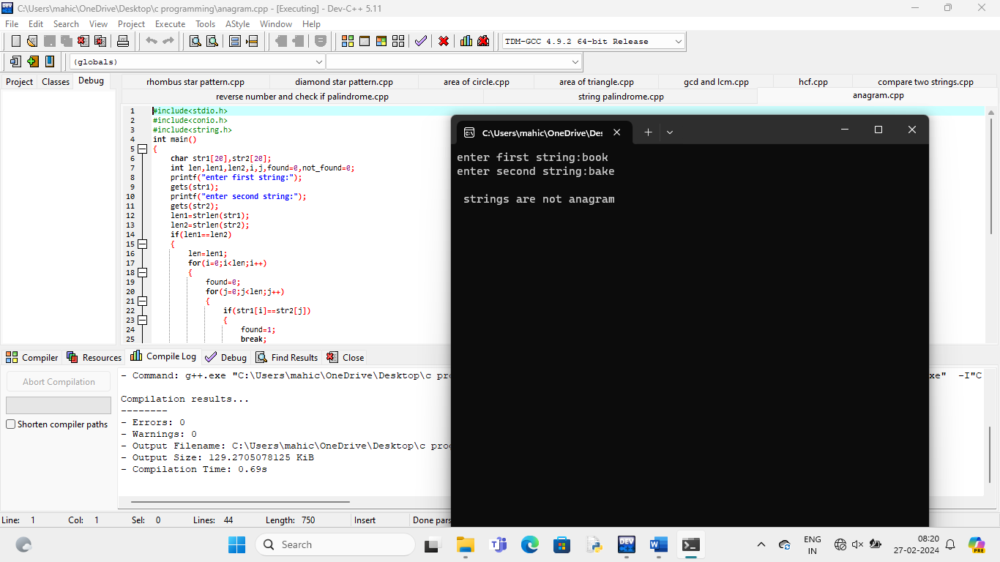 C:\Users\mahic\OneDrive\Desktop\c programming\anagram.cpp - [Executing] - Dev-C++ 5.11
File Edit Search View Project Execute Tools AStyle Window Help
TDM-GCC 4.9.2 64-bit Release
(globals)
Project Classes Debug
rhombus star pattern.cpp diamond star pattern.cpp area of circle.cpp area of triangle.cpp gcd and lcm.cpp hcf.cpp compare two strings.cpp
reverse number and check if palindrome.cpp string palindrome.cpp anagram.cpp
1 #include<stdio.h>
2 #include<conio.h>
3 #include<string.h>
4 int main()
5 {
6 char str1[20],str2[20];
7 int len,len1,len2,i,j,found=0,not_found=0;
8 printf("enter first string:");
9 gets(str1);
10 printf("enter second string:");
11 gets(str2);
12 len1=strlen(str1);
13 len2=strlen(str2);
14 if(len1==len2)
15 {
16 len=len1;
17 for(i=0;i<len;i++)
18 {
19 found=0;
20 for(j=0;j<len;j++)
21 {
22 if(str1[i]==str2[j])
23 {
24 found=1;
25 break;
C:\Users\mahic\OneDrive\Des
enter first string:book
enter second string:bake
strings are not anagram
Compiler Resources Compile Log Debug Find Results Close
Abort Compilation
Shorten compiler paths
- Command: g++.exe "C:\Users\mahic\OneDrive\Desktop\c pro xe" -I"C
Compilation results...
--------
- Errors: 0
- Warnings: 0
- Output Filename: C:\Users\mahic\OneDrive\Desktop\c pro
- Output Size: 129.2705078125 KiB
- Compilation Time: 0.69s
Line: 1 Col: 1 Sel: 0 Lines: 44 Length: 750 Insert Done pars
Search
DEV
W
ENG
IN
08:20
27-02-2024
PRE